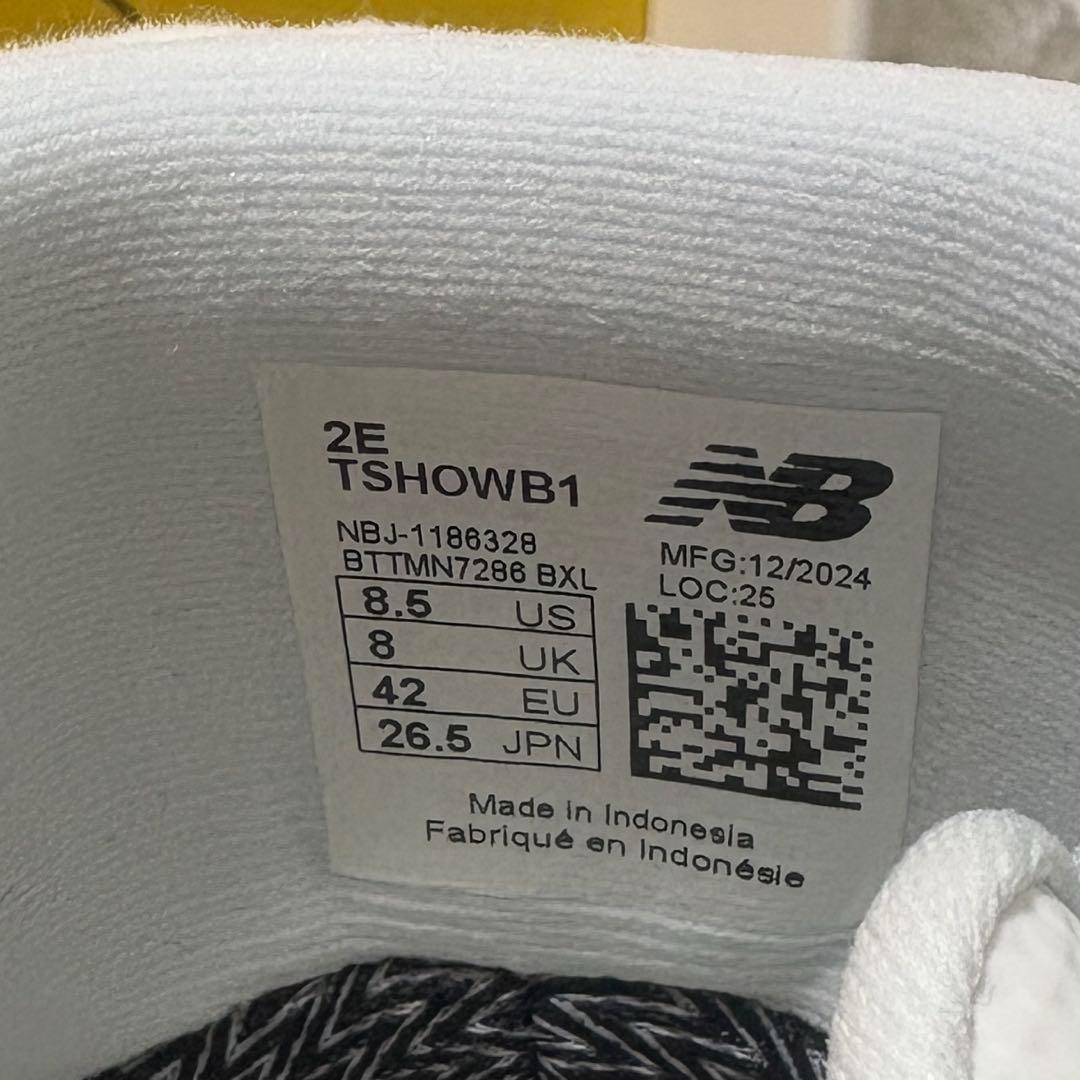 2E
TSHOWB1
NB
NBJ-1186328
BTTMN7286 BXL
MFG:12/2024
LOC:25
8.5 US
8 UK
42 EU
26.5 JPN
Made in Indonesia
Fabriqué en Indonésie